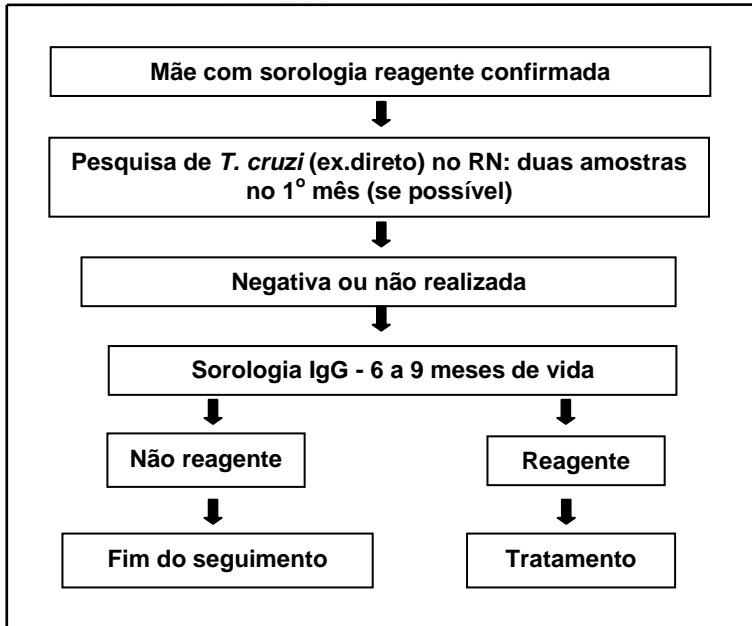 Mãe com sorologia reagente confirmada
Pesquisa de T. cruzi (ex.direto) no RN: duas amostras
no 1º mês (se possível)
Negativa ou não realizada
Sorologia IgG - 6 a 9 meses de vida
Não reagente
Reagente
Fim do seguimento
Tratamento